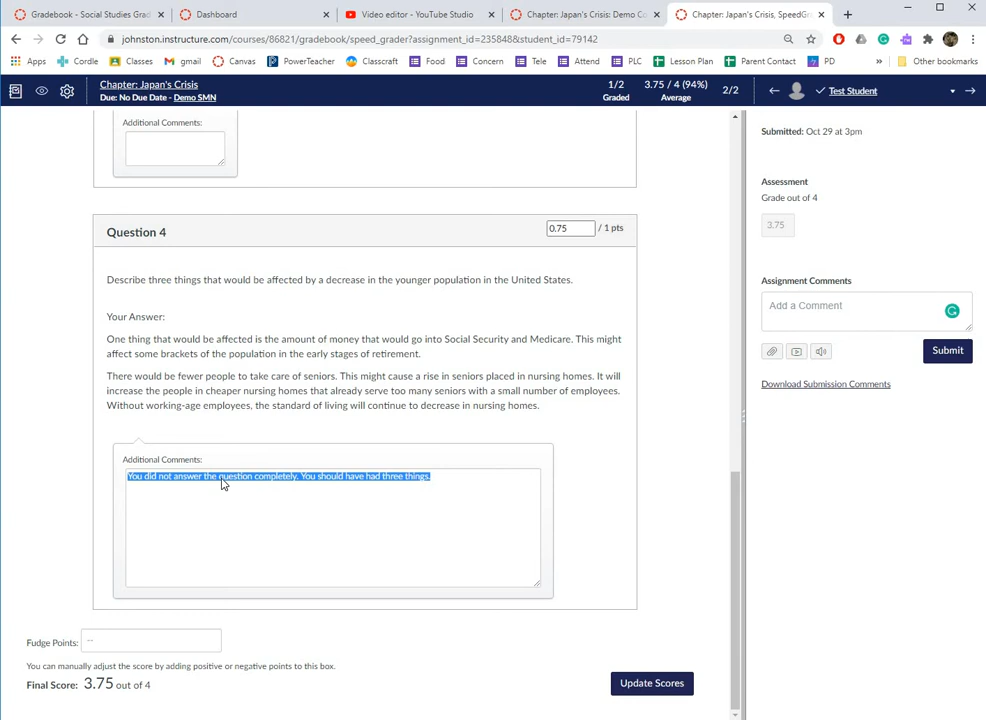 Gradebook - Social Studies Grad
Dashboard
Video editor - YouTube Studio
Chapter: Japan's Crisis: Demo Co
Chapter: Japan's Crisis, SpeedGr
johnston.instructure.com/courses/86821/gradebook/speed_grader?assignment_id=235848&student_id=79142
Apps Cordle Classes gmail Canvas PowerTeacher Classcraft Food Concern Tele Attend PLC Lesson Plan Parent Contact PD » Other bookmarks
Chapter: Japan's Crisis
Due: No Due Date - Demo SMN
1/2
Graded
3.75 / 4 (94%)
Average
2/2
Test Student
Additional Comments:
Question 4
0.75 / 1 pts
Describe three things that would be affected by a decrease in the younger population in the United States.
Your Answer:
One thing that would be affected is the amount of money that would go into Social Security and Medicare. This might
affect some brackets of the population in the early stages of retirement.
There would be fewer people to take care of seniors. This might cause a rise in seniors placed in nursing homes. It will
increase the people in cheaper nursing homes that already serve too many seniors with a small number of employees.
Without working-age employees, the standard of living will continue to decrease in nursing homes.
Additional Comments:
You did not answer the question completely. You should have had three things.
Fudge Points: --
You can manually adjust the score by adding positive or negative points to this box.
Final Score: 3.75 out of 4
Update Scores
Submitted: Oct 29 at 3pm
Assessment
Grade out of 4
3.75
Assignment Comments
Add a Comment
Submit
Download Submission Comments